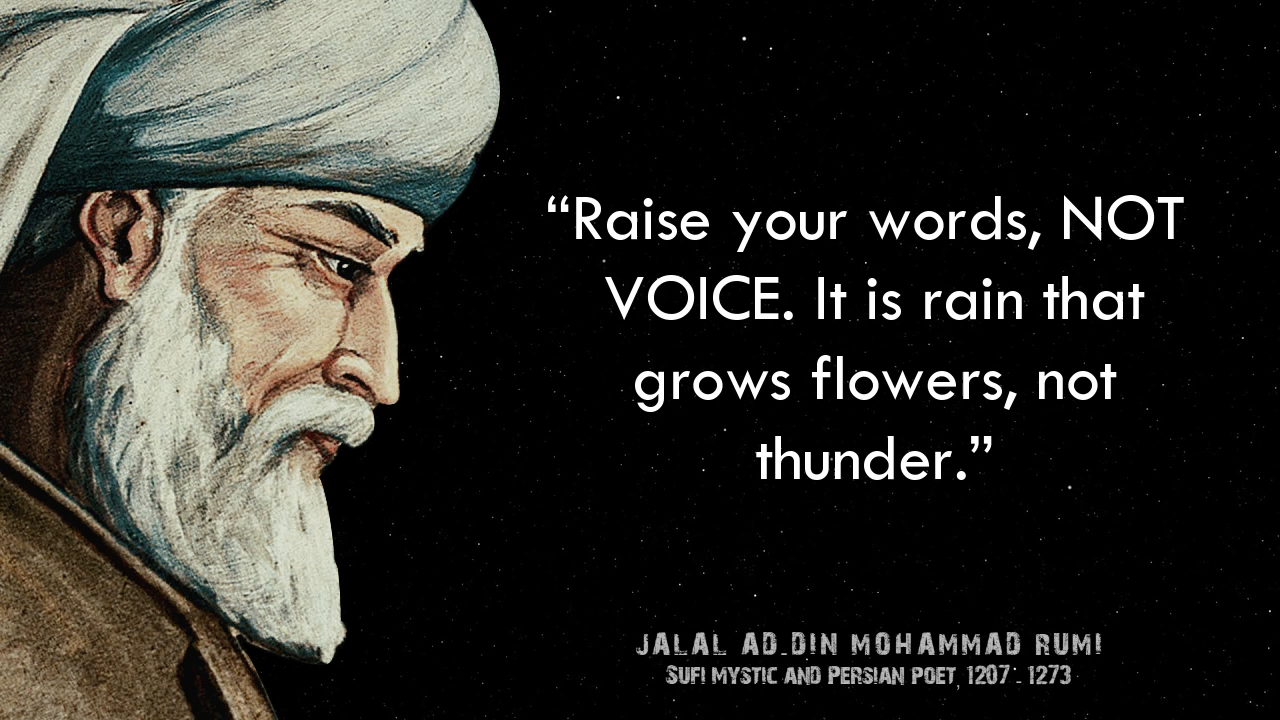 “Raise your words, NOT
VOICE. It is rain that
grows flowers, not
thunder.”
JALAL AD-DIN MOHAMMAD RUMI
SUFI MYSTIC AND PERSIAN POET, 1207 - 1273